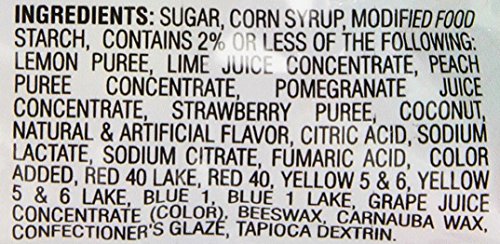 INGREDIENTS: SUGAR, CORN SYRUP, MODIFIED FOOD
STARCH, CONTAINS 2% OR LESS OF THE FOLLOWING:
LEMON PUREE, LIME JUICE CONCENTRATE, PEACH
PUREE CONCENTRATE, POMEGRANATE JUICE
CONCENTRATE, STRAWBERRY PUREE, COCONUT,
NATURAL & ARTIFICIAL FLAVOR, CITRIC ACID, SODIUM
LACTATE, SODIUM CITRATE, FUMARIC ACID, COLOR
ADDED, RED 40 LAKE, RED 40, YELLOW 5 & 6, YELLOW
5 & 6 LAKE, BLUE 1, BLUE 1 LAKE, GRAPE JUICE
CONCENTRATE (COLOR). BEESWAX, CARNAUBA WAX,
CONFECTIONER'S GLAZE, TAPIOCA DEXTRIN.